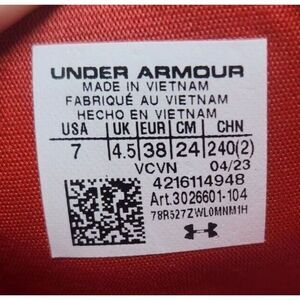 UNDER ARMOUR
MADE IN VIETNAM
FABRIQUÉ AU VIETNAM
HECHO EN VIETNAM
USA UK EUR CM CHN
7 4.5 38 24 240(2)
VCVN 04/23
4216114948
Art.3026601-104
78R527ZWL0MNM1H